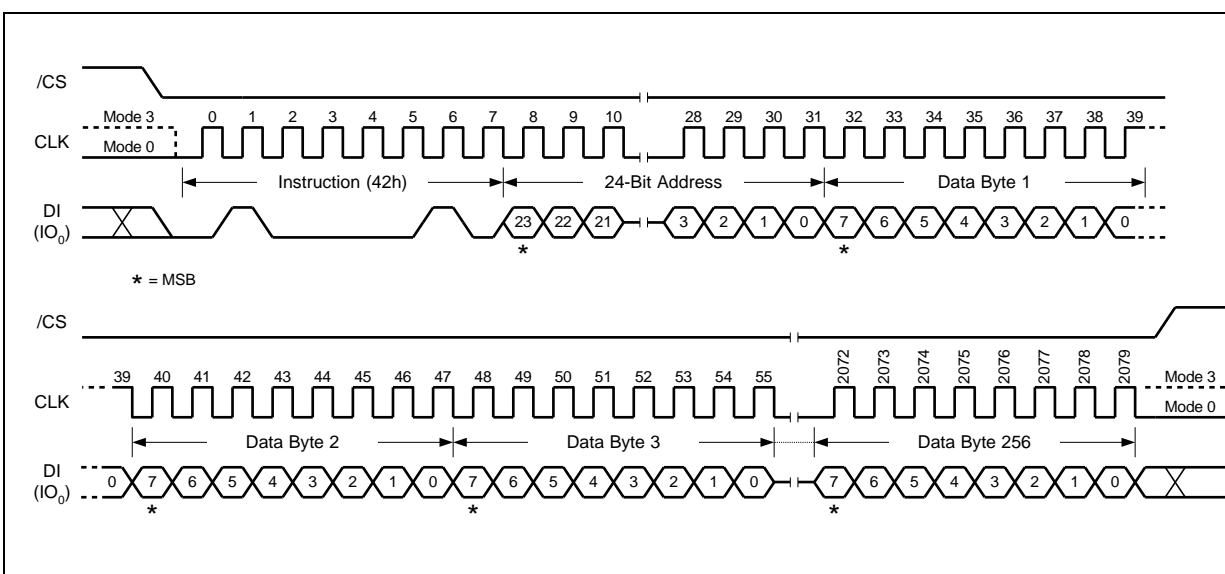 /CS
Mode 3
0 1 2 3 4 5 6 7 8 9 10 28 29 30 31 32 33 34 35 36 37 38 39
CLK
Mode 0
Instruction (42h) 24-Bit Address Data Byte 1
DI
(IO0)
23 22 21 3 2 1 0 7 6 5 4 3 2 1 0
* *
* = MSB
/CS
39 40 41 42 43 44 45 46 47 48 49 50 51 52 53 54 55 2072 2073 2074 2075 2076 2077 2078 2079
Mode 3
CLK
Mode 0
Data Byte 2 Data Byte 3 Data Byte 256
DI
(IO0)
0 7 6 5 4 3 2 1 0 7 6 5 4 3 2 1 0 7 6 5 4 3 2 1 0
* * *